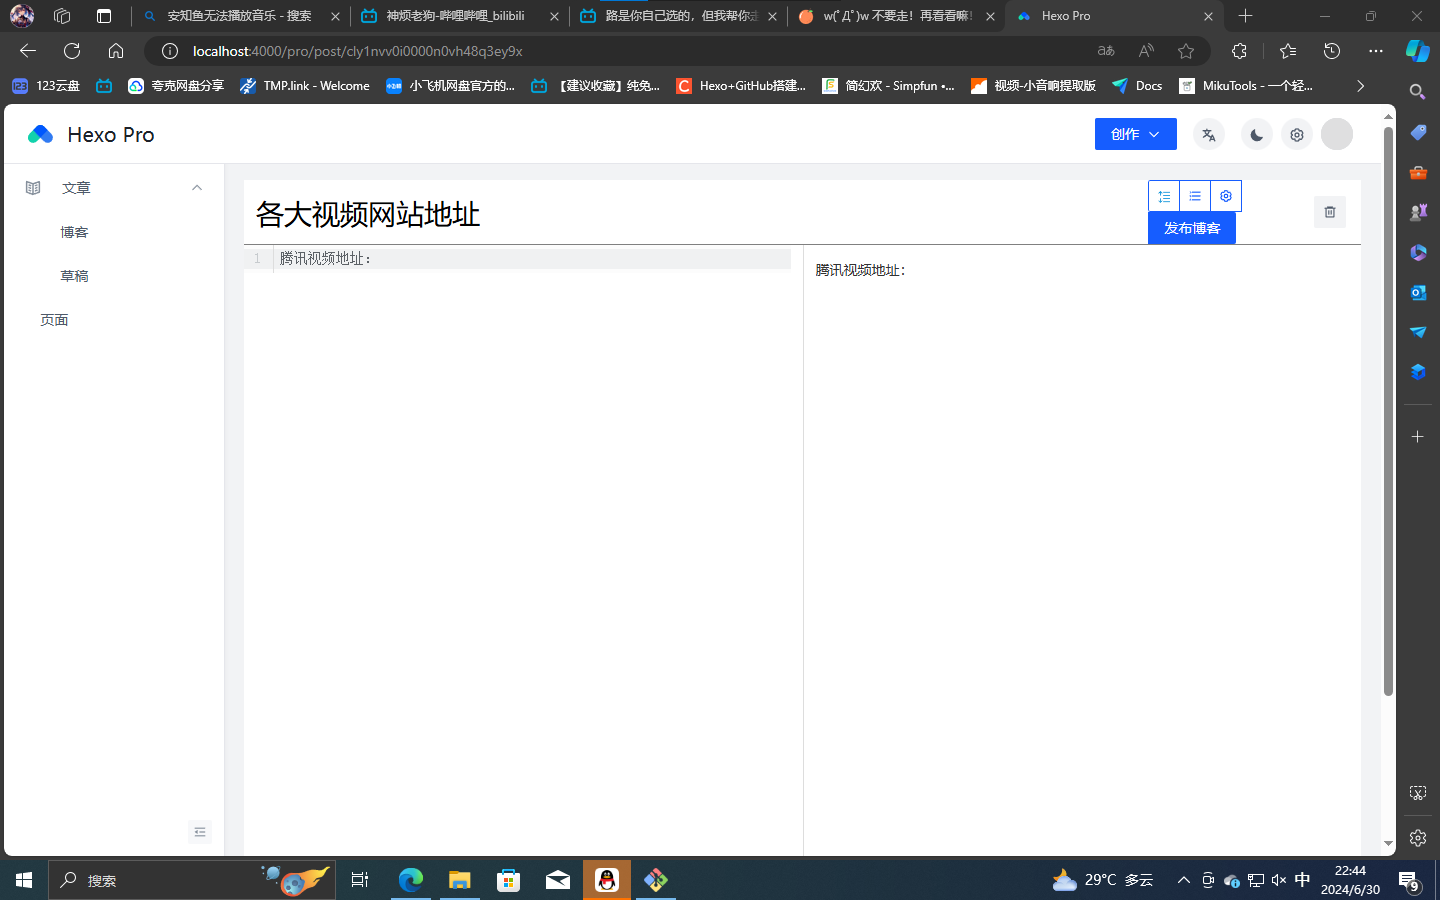 安知鱼无法播放音乐 - 搜索
神烦老狗-哔哩哔哩_bilibili
路是你自己选的，但我帮你走
w(ﾟДﾟ)w 不要走！再看看嘛！
Hexo Pro
localhost:4000/pro/post/cly1nvv0i0000n0vh48q3ey9x
123云盘
夸克网盘分享
TMP.link - Welcome
小飞机网盘官方的...
【建议收藏】纯免...
Hexo+GitHub搭建...
简幻欢 - Simpfun •...
视频-小音响提取版
Docs
MikuTools - 一个轻...
Hexo Pro
创作
文章
博客
草稿
页面
各大视频网站地址
发布博客
1
腾讯视频地址：
腾讯视频地址：
搜索
29°C 多云
中
22:44
2024/6/30
9